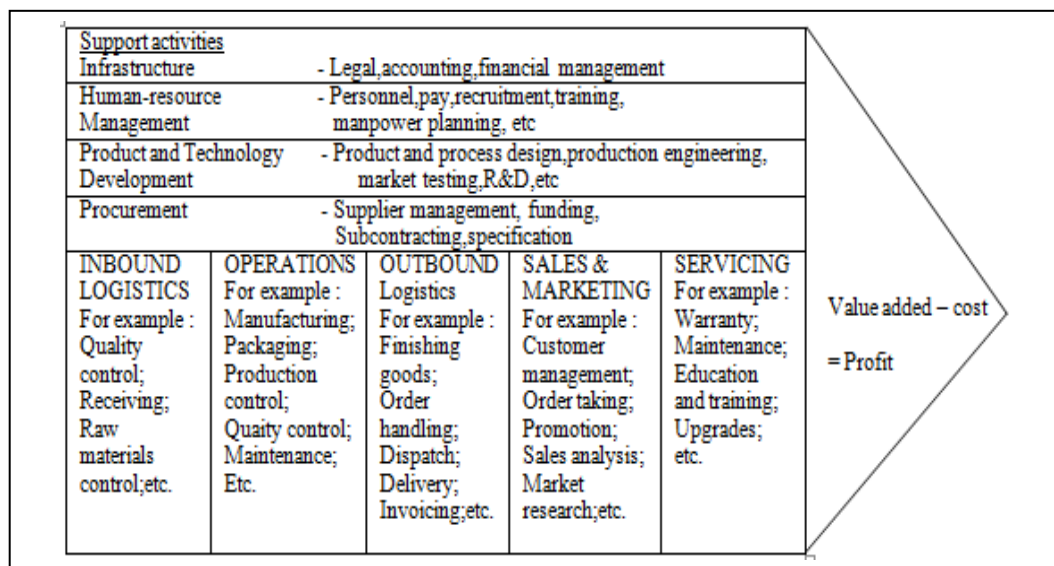 Support activities
Infrastructure - Legal,accounting,financial management
Human-resource - Personnel,pay,recruitment,training,
Management manpower planning, etc
Product and Technology - Product and process design,production engineering,
Development market testing,R&D,etc
Procurement - Supplier management, funding,
Subcontracting,specification
INBOUND
LOGISTICS
For example :
Quality
control;
Receiving;
Raw
materials
control;etc.
OPERATIONS
For example :
Manufacturing;
Packaging;
Production
control;
Quaity control;
Maintenance;
Etc.
OUTBOUND
Logistics
For example :
Finishing
goods;
Order
handling;
Dispatch;
Delivery;
Invoicing;etc.
SALES &
MARKETING
For example :
Customer
management;
Order taking;
Promotion;
Sales analysis;
Market
research;etc.
SERVICING
For example :
Warranty;
Maintenance;
Education
and training;
Upgrades;
etc.
Value added – cost
= Profit